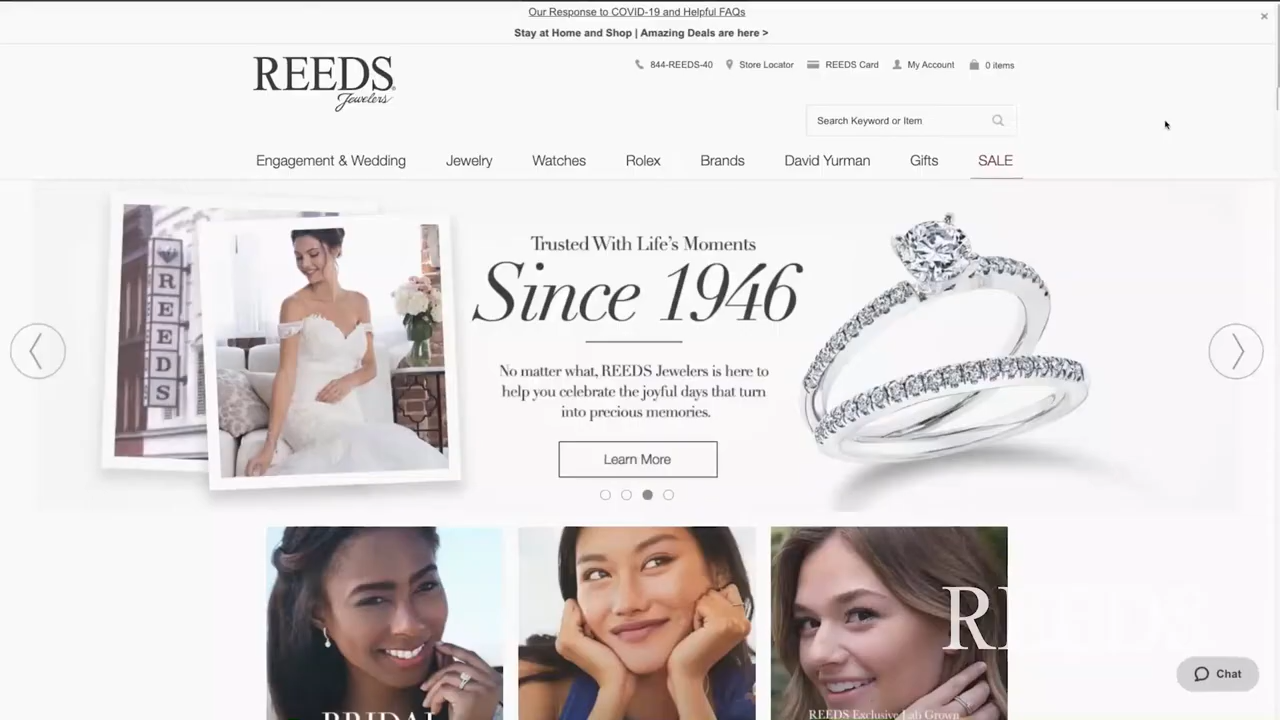 Our Response to COVID-19 and Helpful FAQs
Stay at Home and Shop | Amazing Deals are here >
REEDS
Jewelers
844-REEDS-40
Store Locator
REEDS Card
My Account
0 items
Search Keyword or Item
Engagement & Wedding
Jewelry
Watches
Rolex
Brands
David Yurman
Gifts
SALE
REEDS
Trusted With Life's Moments
Since 1946
No matter what, REEDS Jewelers is here to
help you celebrate the joyful days that turn
into precious memories.
Learn More
BRIDAL
REEDS Exclusive Lab Grown
REEDS
Chat